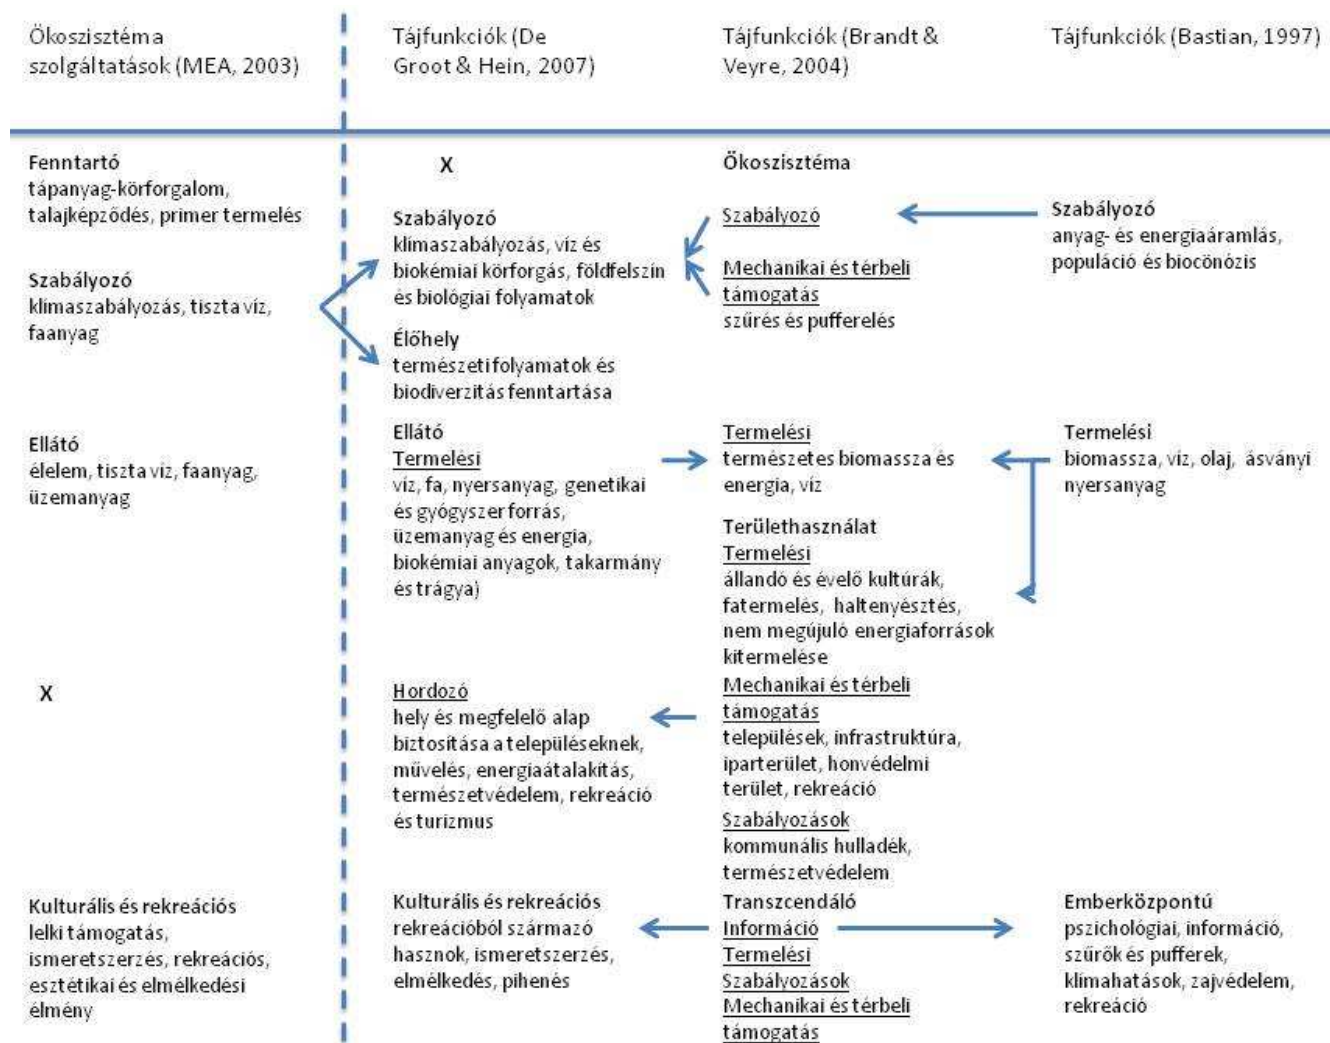 Ökoszisztéma
szolgáltatások (MEA, 2003)
Tájfunkciók (De
Groot & Hein, 2007)
Tájfunkciók (Brandt &
Veyre, 2004)
Tájfunkciók (Bastian, 1997)
Fenntartó
tápanyag-körforgalom,
talajképződés, primer termelés
Szabályozó
klímaszabályozás, tiszta víz,
faanyag
Ellátó
élelem, tiszta víz, faanyag,
üzemanyag
X
Kulturális és rekreációs
lelki támogatás,
ismeretszerzés, rekreációs,
esztétikai és elmélkedési
élmény
X
Szabályozó
klímaszabályozás, víz és
biokémiai körforgás, földfelszín
és biológiai folyamatok
Élőhely
természeti folyamatok és
biodiverzitás fenntartása
Ellátó
Termelési
víz, fa, nyersanyag, genetikai
és gyógyszerforrás,
üzemanyag és energia,
biokémiai anyagok, takarmány
és trágya)
Hordozó
hely és megfelelő alap
biztosítása a településeknek,
művelés, energiaátalakítás,
természetvédelem, rekreáció
és turizmus
Kulturális és rekreációs
rekreációból származó
hasznok, ismeretszerzés,
elmélkedés, pihenés
Ökoszisztéma
Szabályozó
Mechanikai és térbeli
támogatás
szűrés és pufferelés
Termelési
természetes biomassza és
energia, víz
Területhasználat
Termelési
állandó és évelő kultúrák,
fatermelés, haltenyésztés,
nem megújuló energiaforrások
kitermelése
Mechanikai és térbeli
támogatás
települések, infrastruktúra,
iparterület, honvédelmi
terület, rekreáció
Szabályozások
kommunális hulladék,
természetvédelem
Transzcendáló
Információ
Termelési
Szabályozások
Mechanikai és térbeli
támogatás
Szabályozó
anyag- és energiaáramlás,
populáció és biocönózis
Termelési
biomassza, víz, olaj, ásványi
nyersanyag
Emberközpontú
pszichológiai, információ,
szűrők és pufferek,
klímahatások, zajvédelem,
rekreáció